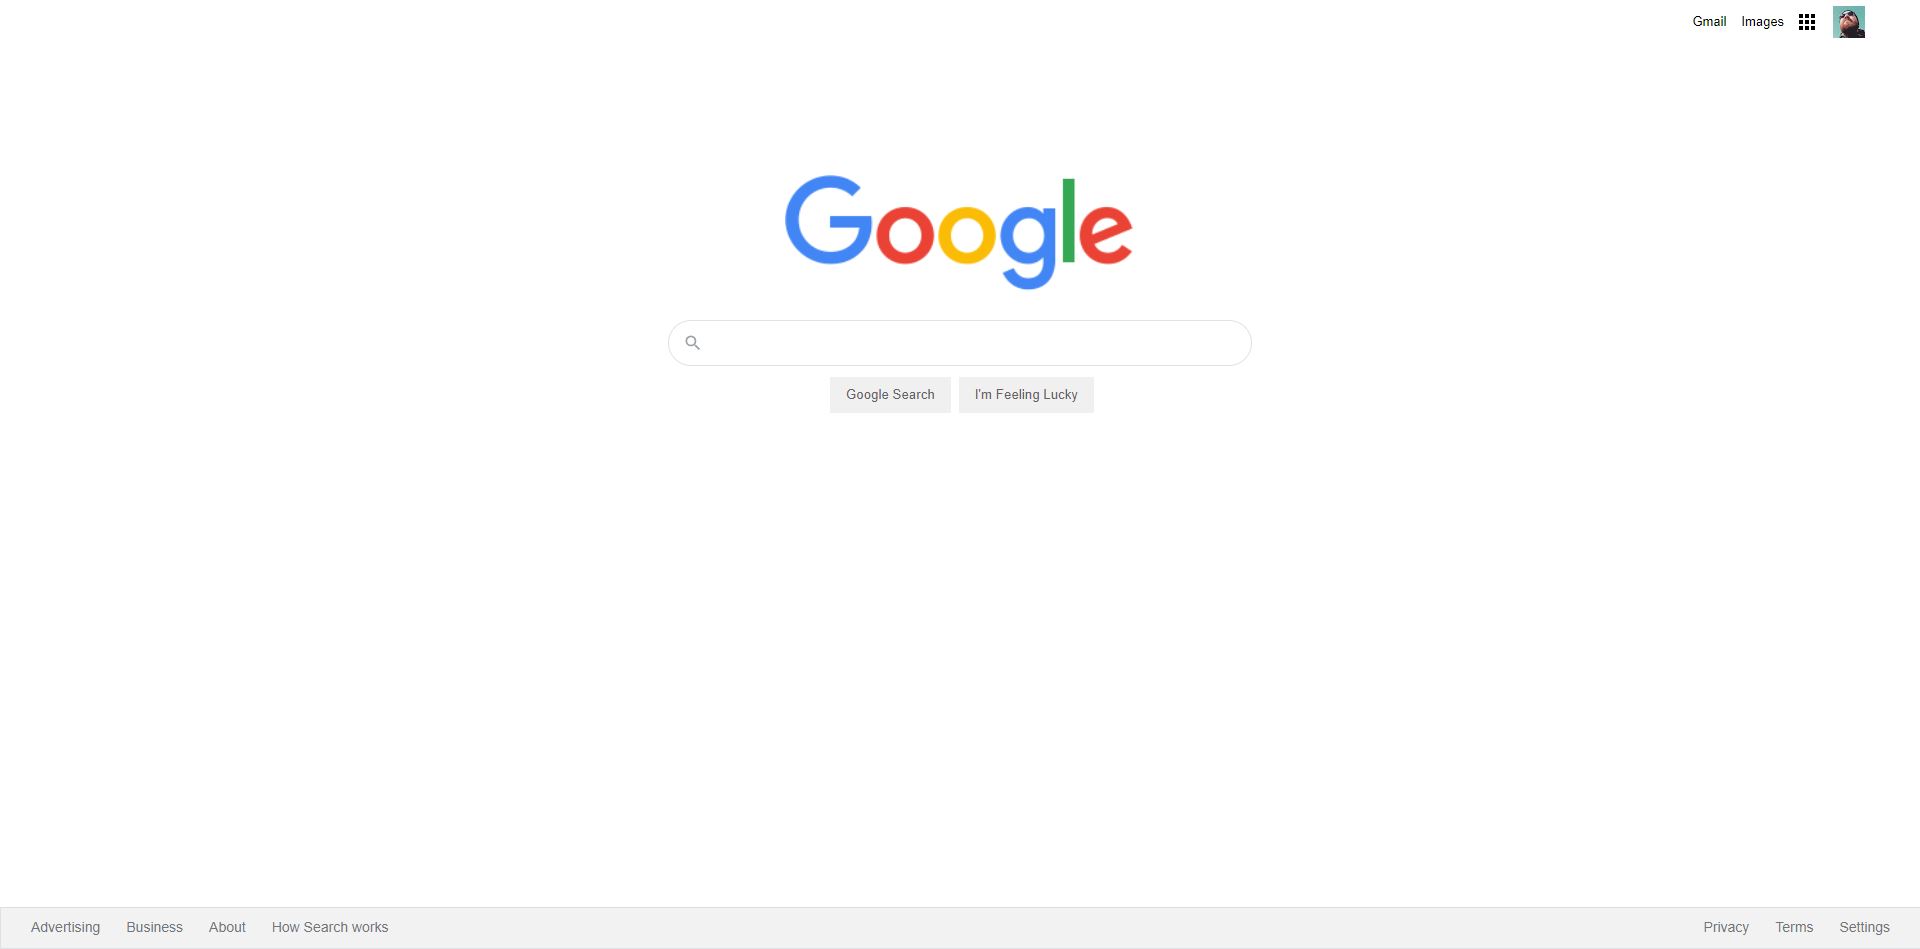 Gmail Images
Google
Google Search I'm Feeling Lucky
Advertising Business About How Search works Privacy Terms Settings